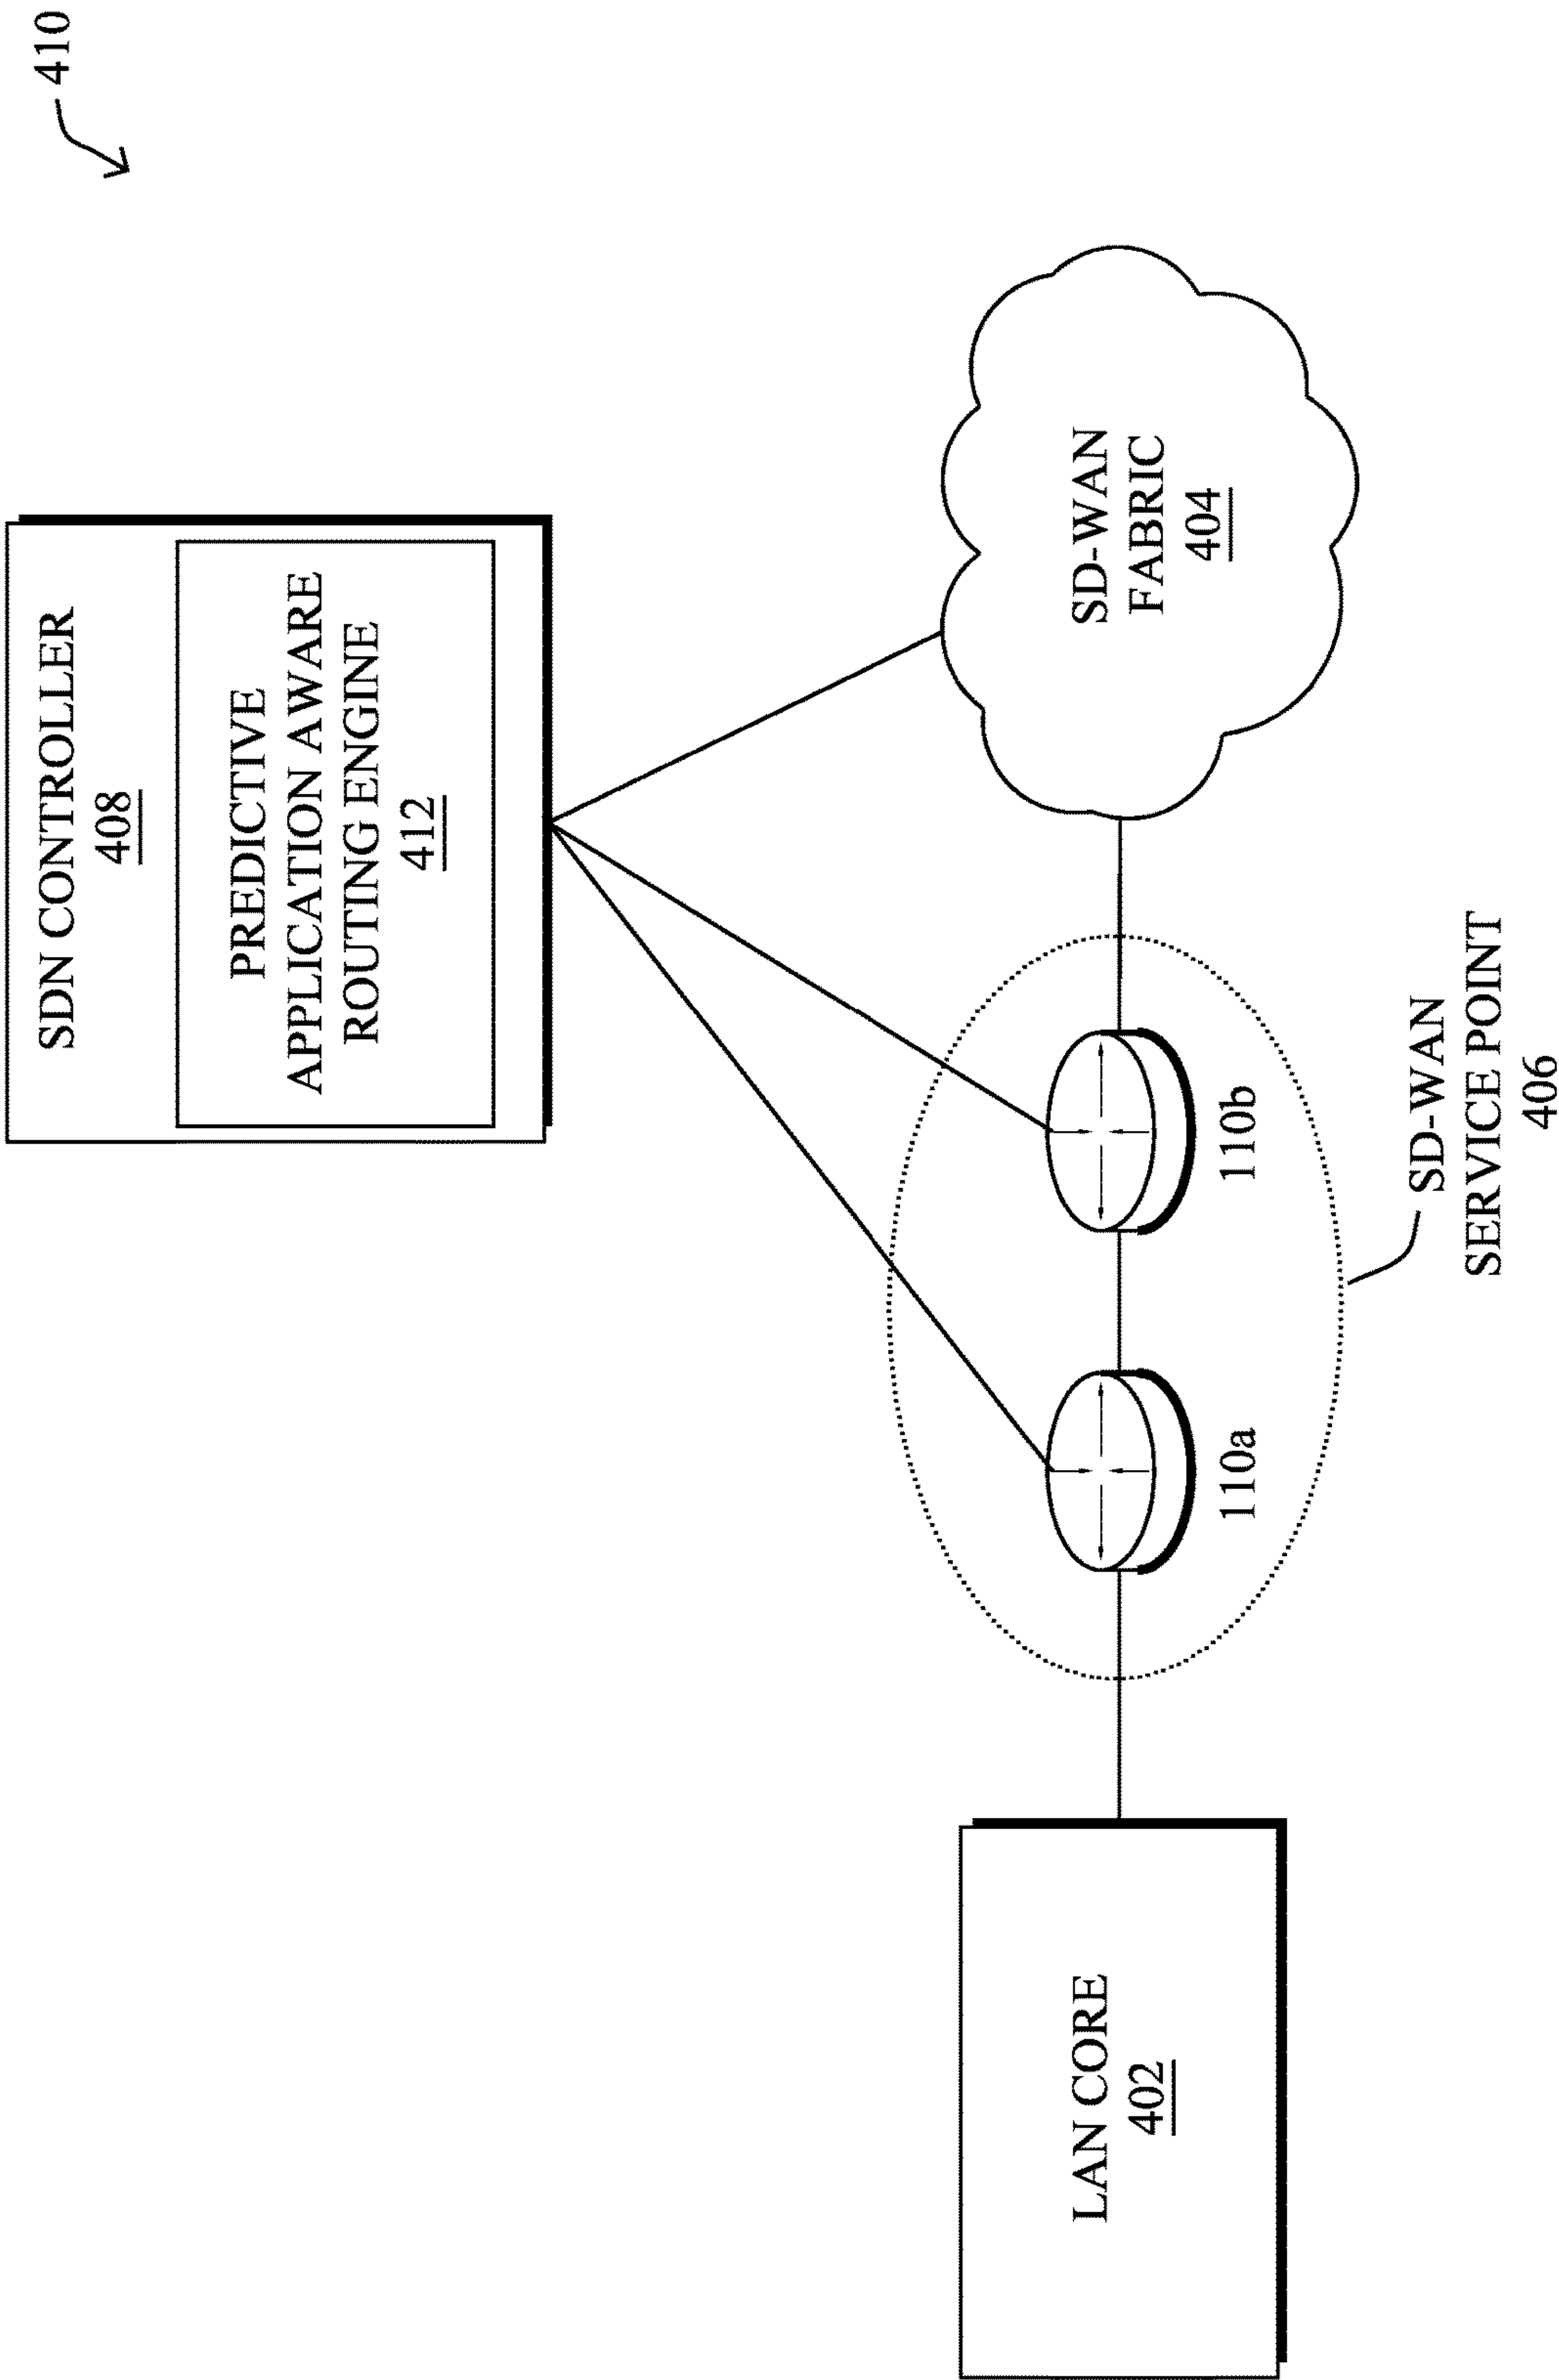 410
SDN CONTROLLER
408
PREDICTIVE
APPLICATION AWARE
ROUTING ENGINE
412
SD-WAN
FABRIC
404
LAN CORE
402
110a
110b
SD-WAN
SERVICE POINT
406